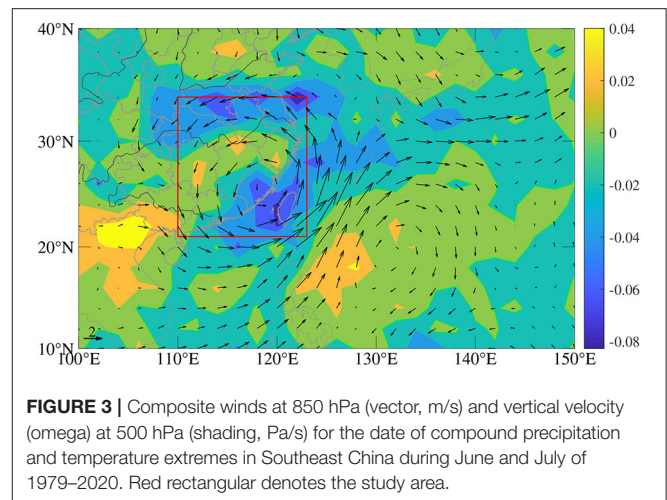 40°N
30°N
20°N
10°N
2
100°E 110°E 120°E 130°E 140°E 150°E
0.04
0.02
0
-0.02
-0.04
-0.06
-0.08
FIGURE 3 | Composite winds at 850 hPa (vector, m/s) and vertical velocity
(omega) at 500 hPa (shading, Pa/s) for the date of compound precipitation
and temperature extremes in Southeast China during June and July of
1979–2020. Red rectangular denotes the study area.